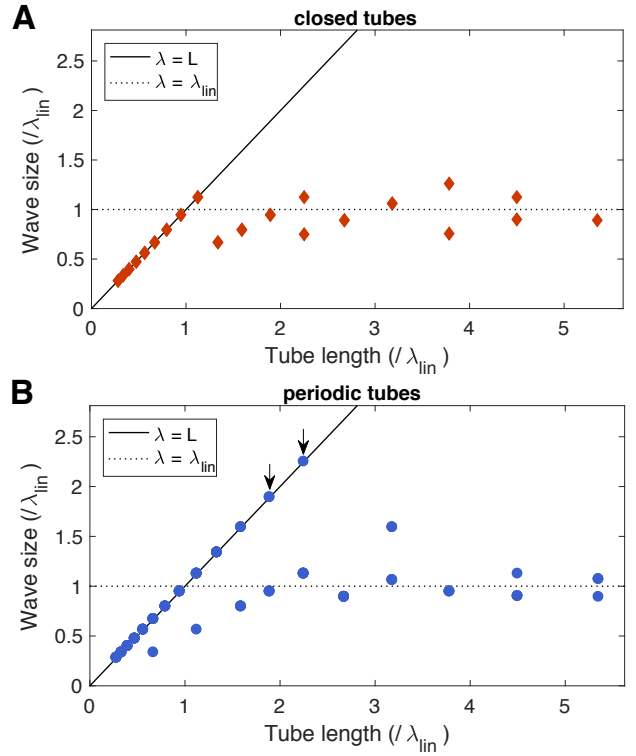 A
closed tubes
λ = L
λ = λlin
2.5
2
1.5
1
0.5
0
0 1 2 3 4 5
Wave size (/ λlin)
Tube length (/ λlin )
B
periodic tubes
λ = L
λ = λlin
2.5
2
1.5
1
0.5
0
0 1 2 3 4 5
Wave size (/ λlin)
Tube length (/ λlin )